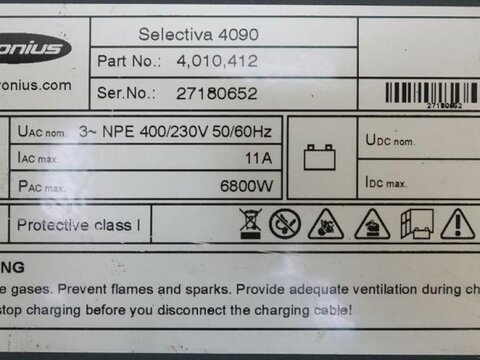 ronius
ronius.com
Selectiva 4090
Part No.: 4,010,412
Ser.No.: 27180652
27180652
UAC nom. 3~ NPE 400/230V 50/60Hz
IAC max. 11A
PAC max. 6800W
UDC nom.
IDC max.
Protective class I
NG
e gases. Prevent flames and sparks. Provide adequate ventilation during ch
stop charging before you disconnect the charging cable!